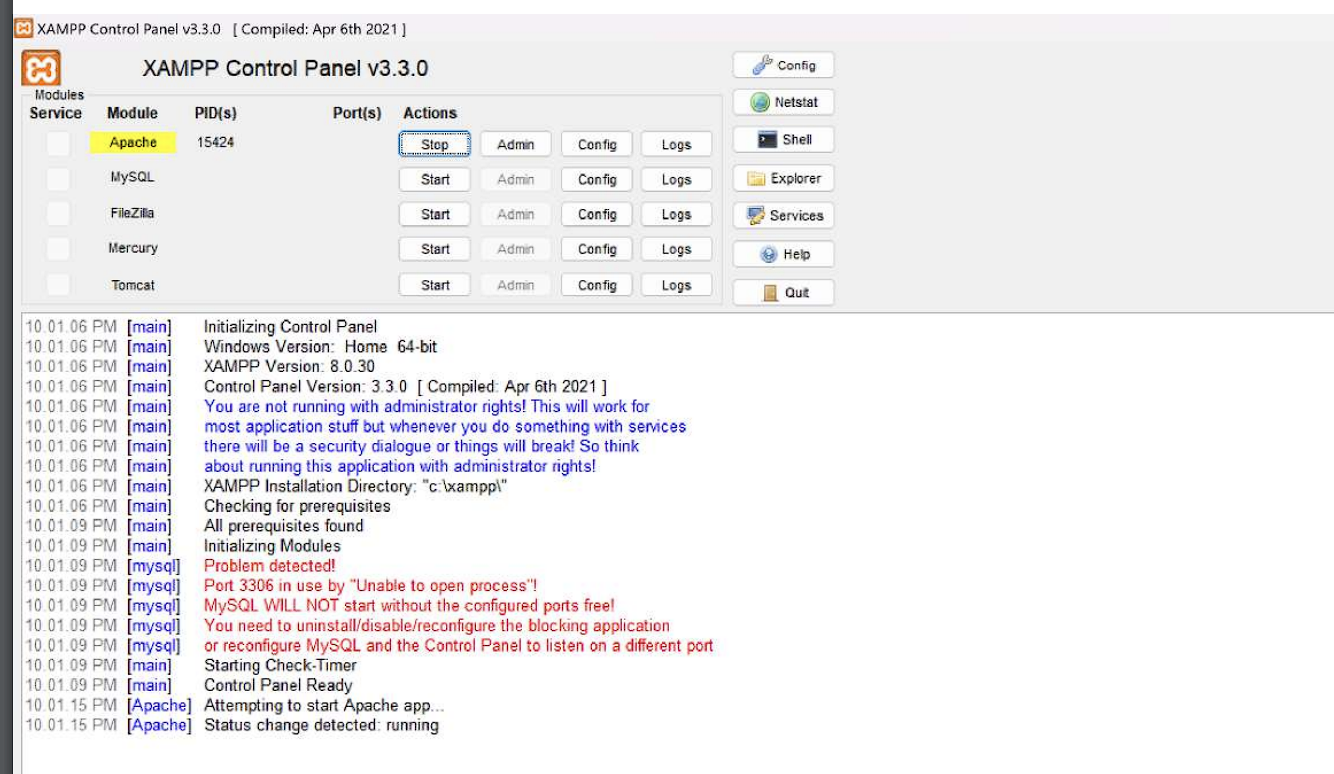 XAMPP Control Panel v3.3.0 [ Compiled: Apr 6th 2021 ]
XAMPP Control Panel v3.3.0
Config
Modules
Netstat
Service Module PID(s) Port(s) Actions
Apache 15424 Stop Admin Config Logs
Shell
MySQL Start Admin Config Logs
Explorer
FileZilla Start Admin Config Logs
Services
Mercury Start Admin Config Logs
Help
Tomcat Start Admin Config Logs
Quit
10.01.06 PM [main] Initializing Control Panel
10.01.06 PM [main] Windows Version: Home 64-bit
10.01.06 PM [main] XAMPP Version: 8.0.30
10.01.06 PM [main] Control Panel Version: 3.3.0 [ Compiled: Apr 6th 2021 ]
10.01.06 PM [main] You are not running with administrator rights! This will work for
10.01.06 PM [main] most application stuff but whenever you do something with services
10.01.06 PM [main] there will be a security dialogue or things will break! So think
10.01.06 PM [main] about running this application with administrator rights!
10.01.06 PM [main] XAMPP Installation Directory: "c:\xampp\"
10.01.06 PM [main] Checking for prerequisites
10.01.09 PM [main] All prerequisites found
10.01.09 PM [main] Initializing Modules
10.01.09 PM [mysql] Problem detected!
10.01.09 PM [mysql] Port 3306 in use by "Unable to open process"!
10.01.09 PM [mysql] MySQL WILL NOT start without the configured ports free!
10.01.09 PM [mysql] You need to uninstall/disable/reconfigure the blocking application
10.01.09 PM [mysql] or reconfigure MySQL and the Control Panel to listen on a different port
10.01.09 PM [main] Starting Check-Timer
10.01.09 PM [main] Control Panel Ready
10.01.15 PM [Apache] Attempting to start Apache app...
10.01.15 PM [Apache] Status change detected: running